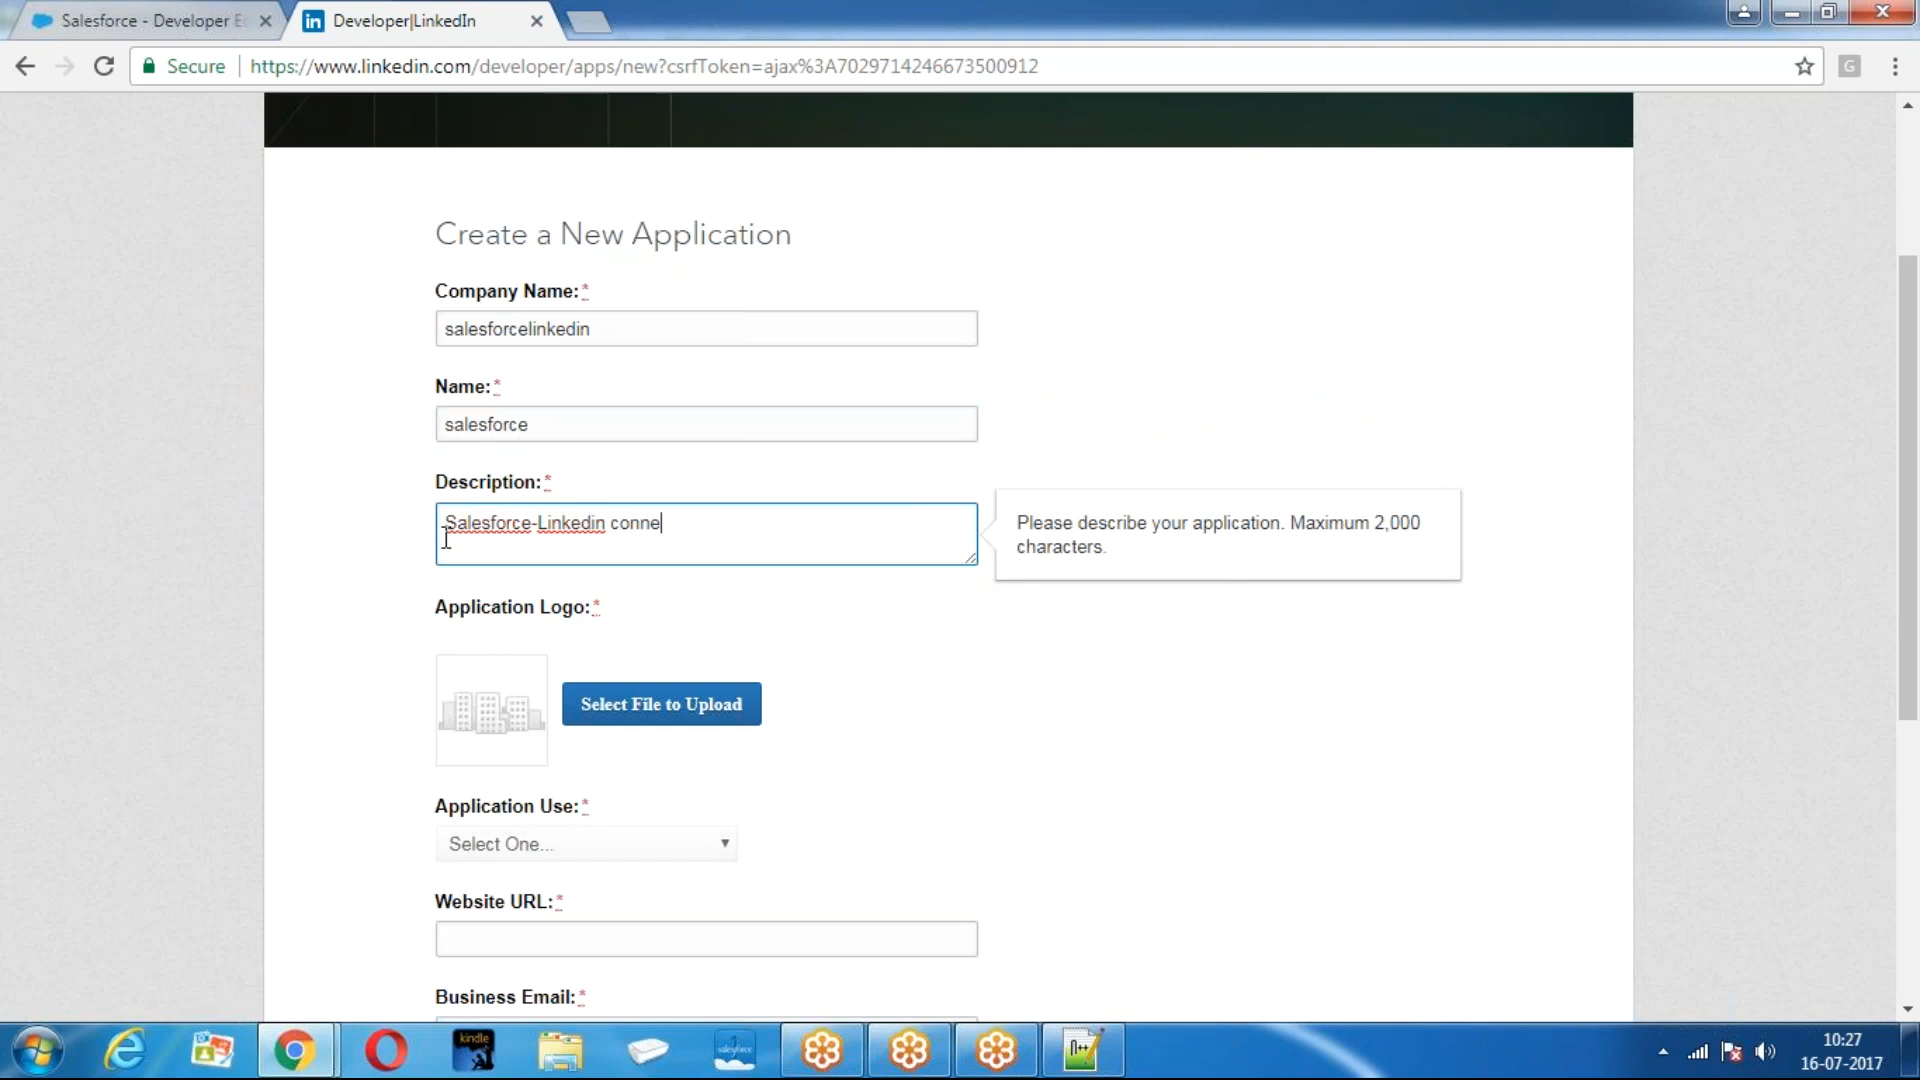 Salesforce - Developer E
Developer|LinkedIn
Secure
https://www.linkedin.com/developer/apps/new?csrfToken=ajax%3A7029714246673500912
G
Create a New Application
Company Name:*
salesforcelinkedin
Name:*
salesforce
Description:*
Salesforce-Linkedin conne
Please describe your application. Maximum 2,000
characters.
Application Logo:*
Select File to Upload
Application Use:*
Select One...
Website URL:*
Business Email:*
kindle
salesforce
10:27
16-07-2017